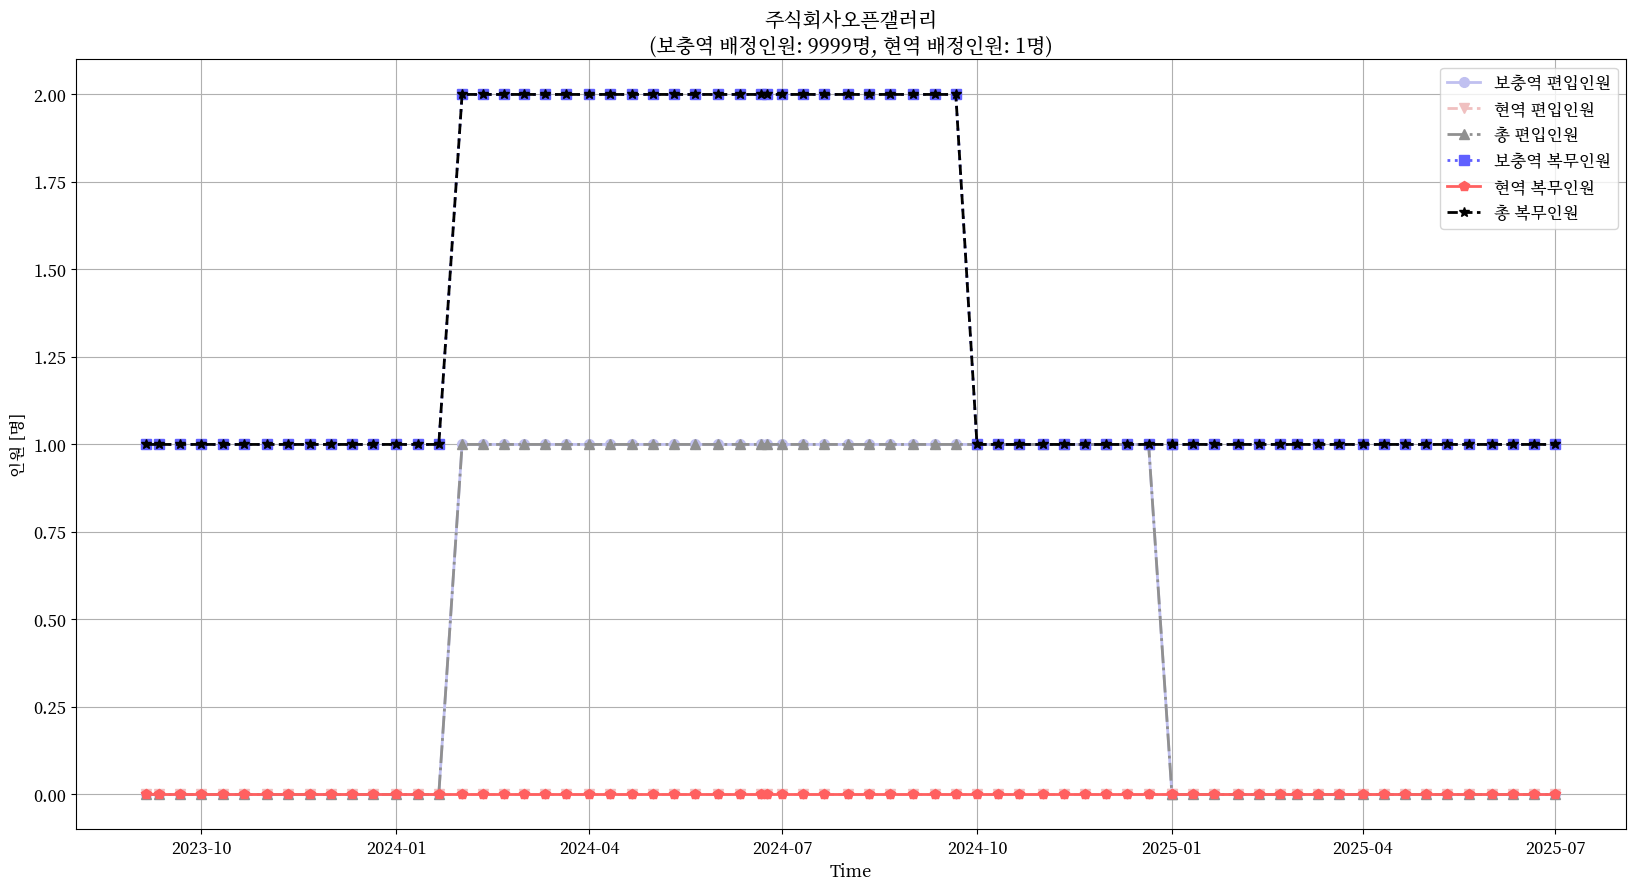 주식회사오픈갤러리
(보충역 배정인원: 9999명, 현역 배정인원: 1명)
보충역 편입인원
현역 편입인원
총 편입인원
보충역 복무인원
현역 복무인원
총 복무인원
2.00
1.75
1.50
1.25
1.00
0.75
0.50
0.25
0.00
인원 [명]
2023-10
2024-01
2024-04
2024-07
2024-10
2025-01
2025-04
2025-07
Time